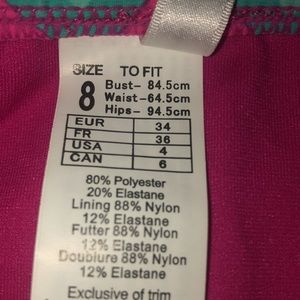 SIZE TO FIT
8 Bust- 84.5cm
Waist-64.5cm
Hips- 94.5cm
EUR 34
FR 36
USA 4
CAN 6
80% Polyester
20% Elastane
Lining 88% Nylon
12% Elastane
Futter 88% Nylon
12% Elastane
Doublure 88% Nylon
12% Elastane
Exclusive of trim